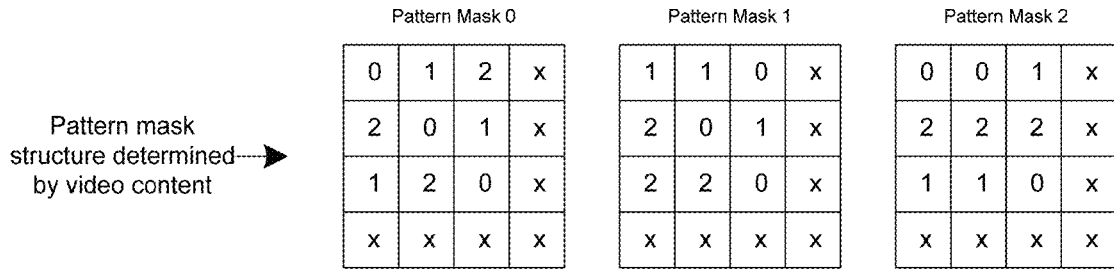 Pattern Mask 0 Pattern Mask 1 Pattern Mask 2
0 1 2 x 1 1 0 x 0 0 1 x
2 0 1 x 2 0 1 x 2 2 2 x
1 2 0 x 2 2 0 x 1 1 0 x
x x x x x x x x x x x x
Pattern mask
structure determined
by video content